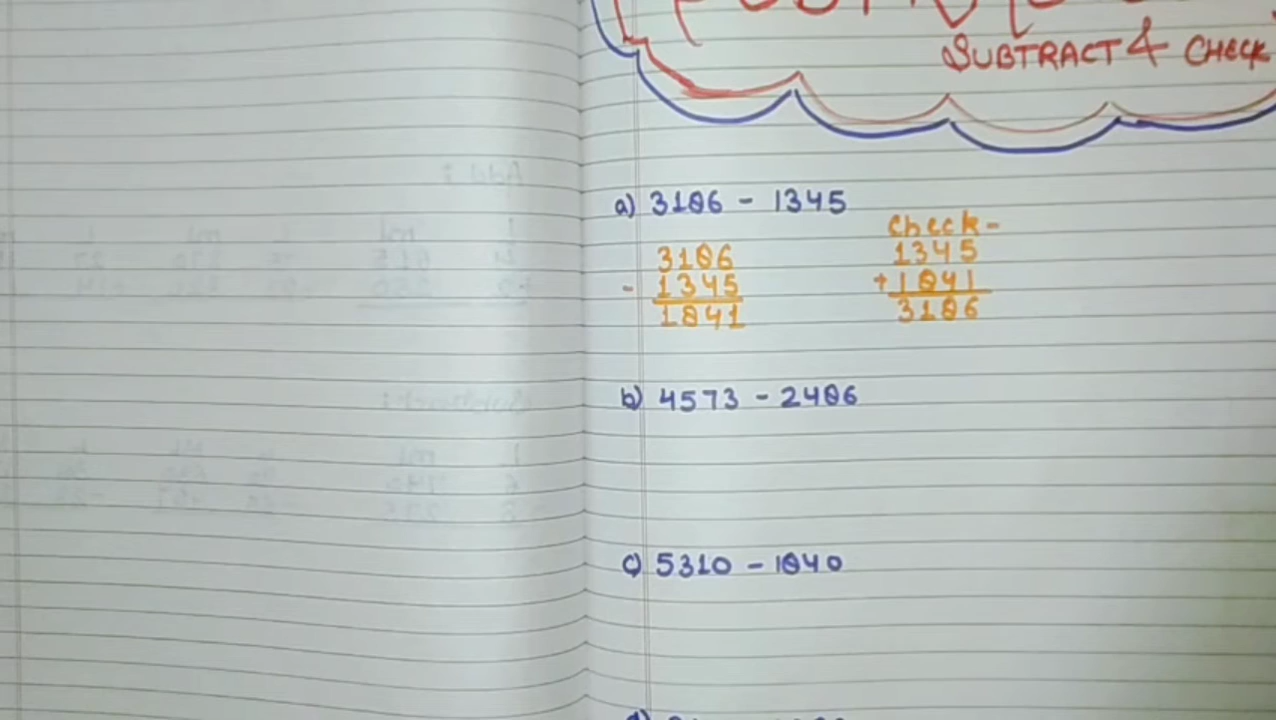 SUBTRACT & CHECK
a) 3186 - 1345
3186
- 1345
1841
Check-
1345
+1841
3186
b) 4573 - 2486
c) 5310 - 1840